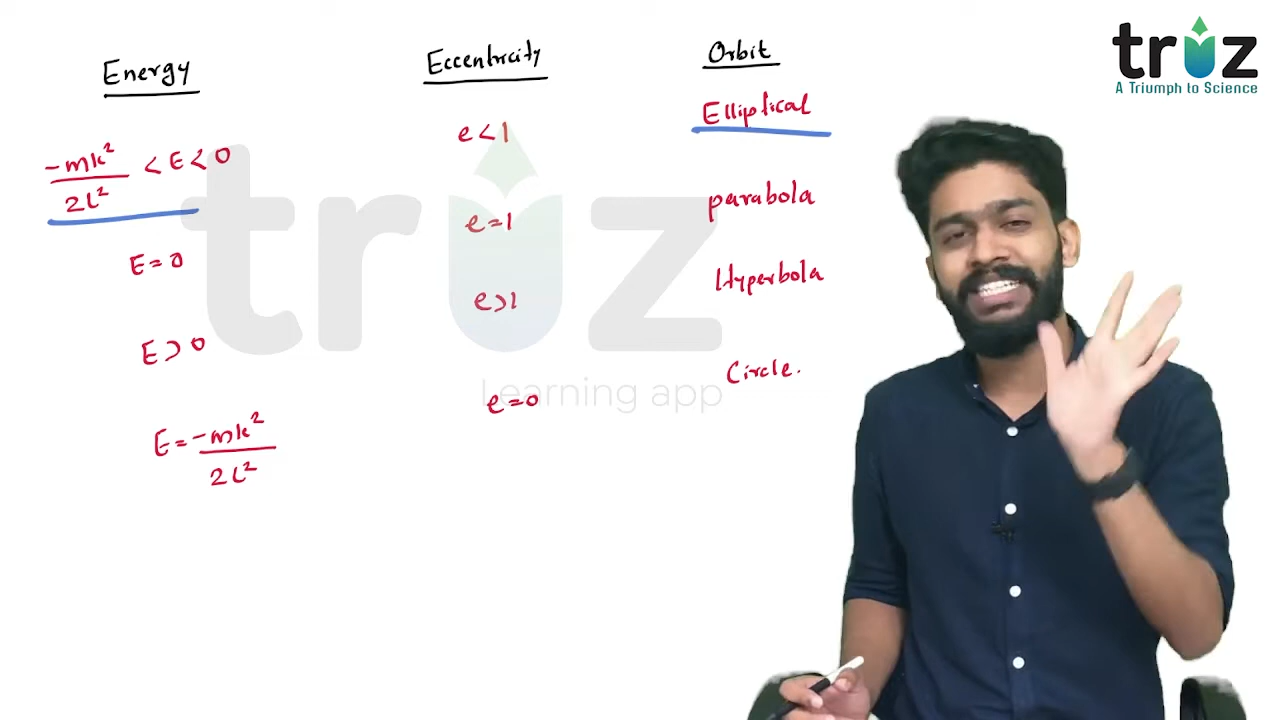 Energy Eccentricity Orbit
-mk²/2l² < E < 0 e < 1 Elliptical
E = 0 e = 1 parabola
E > 0 e > 1 Hyperbola
E = -mk²/2l² e = 0 Circle.
truz
A Triumph to Science
truz
Learning app